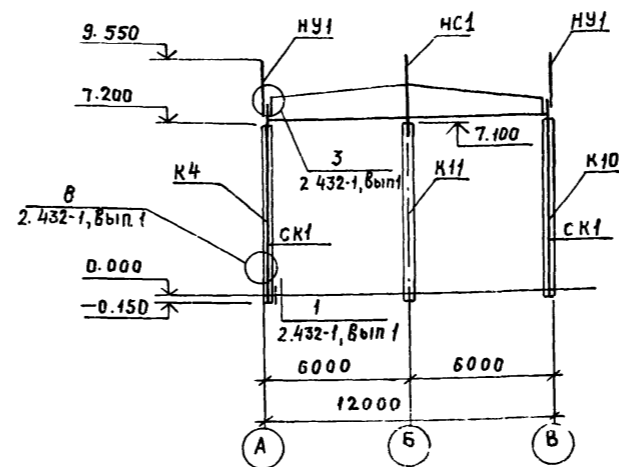 9.550
НУ1
НС1
НУ1
7.200
7.100
3
2.432-1, Вып1
К4
К11
К10
8
2.432-1, Вып.1
СК1
СК1
0.000
-0.150
1
2.432-1, Вып 1
6000
6000
12000
А
Б
В